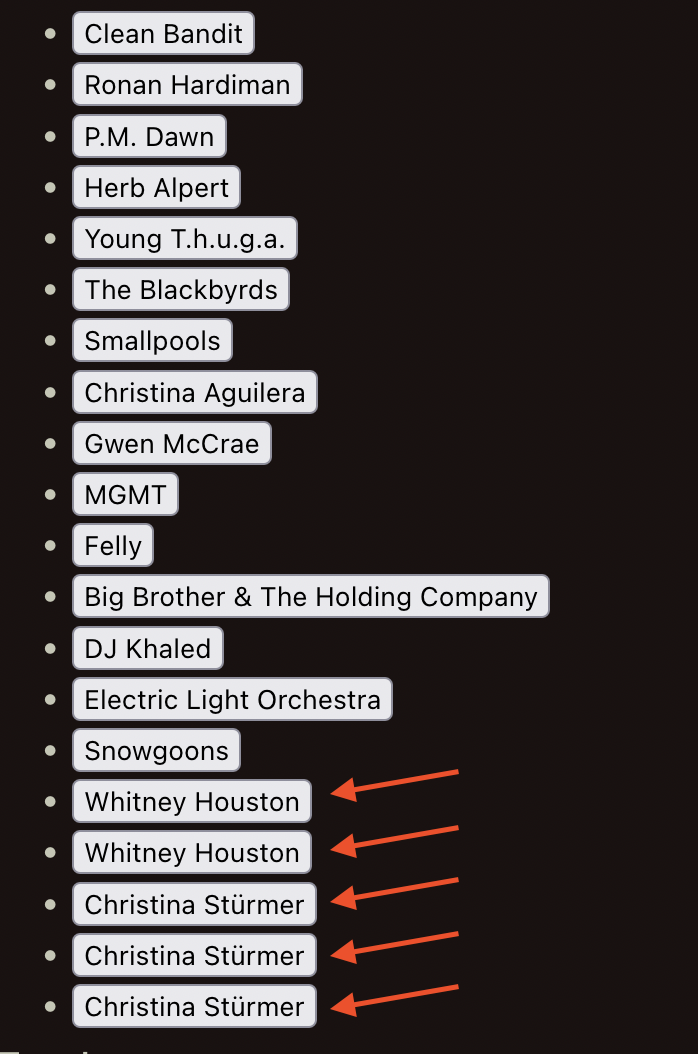 Clean Bandit
Ronan Hardiman
P.M. Dawn
Herb Alpert
Young T.h.u.g.a.
The Blackbyrds
Smallpools
Christina Aguilera
Gwen McCrae
MGMT
Felly
Big Brother & The Holding Company
DJ Khaled
Electric Light Orchestra
Snowgoons
Whitney Houston
Whitney Houston
Christina Stürmer
Christina Stürmer
Christina Stürmer